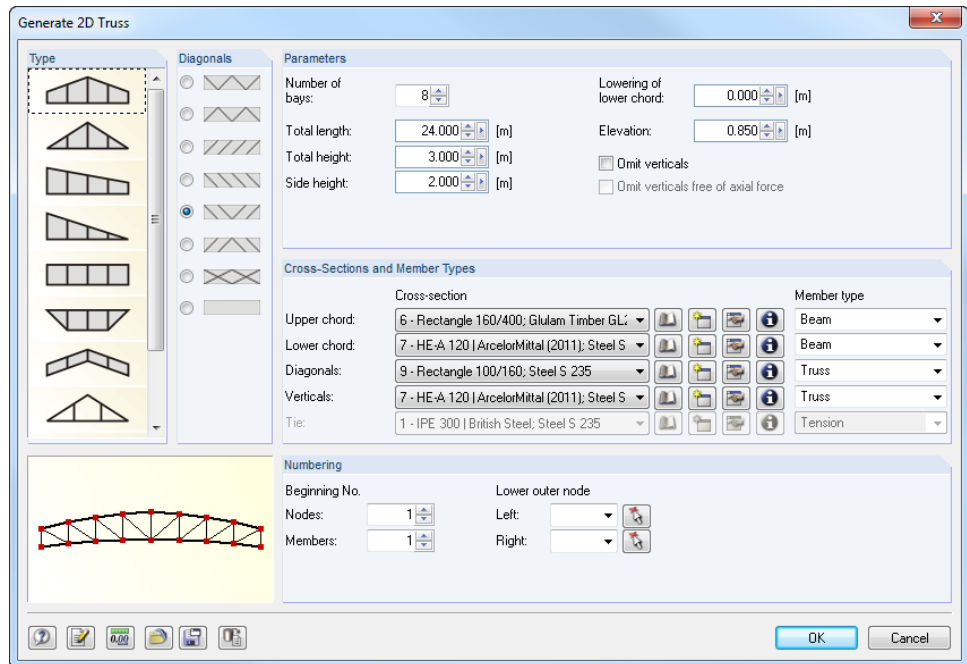 Generate 2D Truss
Type
Diagonals
Parameters
Number of
bays:
8
Lowering of
lower chord:
0.000
[m]
Total length:
24.000
[m]
Elevation:
0.850
[m]
Total height:
3.000
[m]
Omit verticals
Side height:
2.000
[m]
Omit verticals free of axial force
Cross-Sections and Member Types
Cross-section
Member type
Upper chord:
6 - Rectangle 160/400; Glulam Timber GL2
Beam
Lower chord:
7 - HE-A 120 | ArcelorMittal (2011); Steel S
Beam
Diagonals:
9 - Rectangle 100/160; Steel S 235
Truss
Verticals:
7 - HE-A 120 | ArcelorMittal (2011); Steel S
Truss
Tie:
1 - IPE 300 | British Steel; Steel S 235
Tension
Numbering
Beginning No.
Lower outer node
Nodes:
1
Left:
Members:
1
Right:
0.00
OK
Cancel